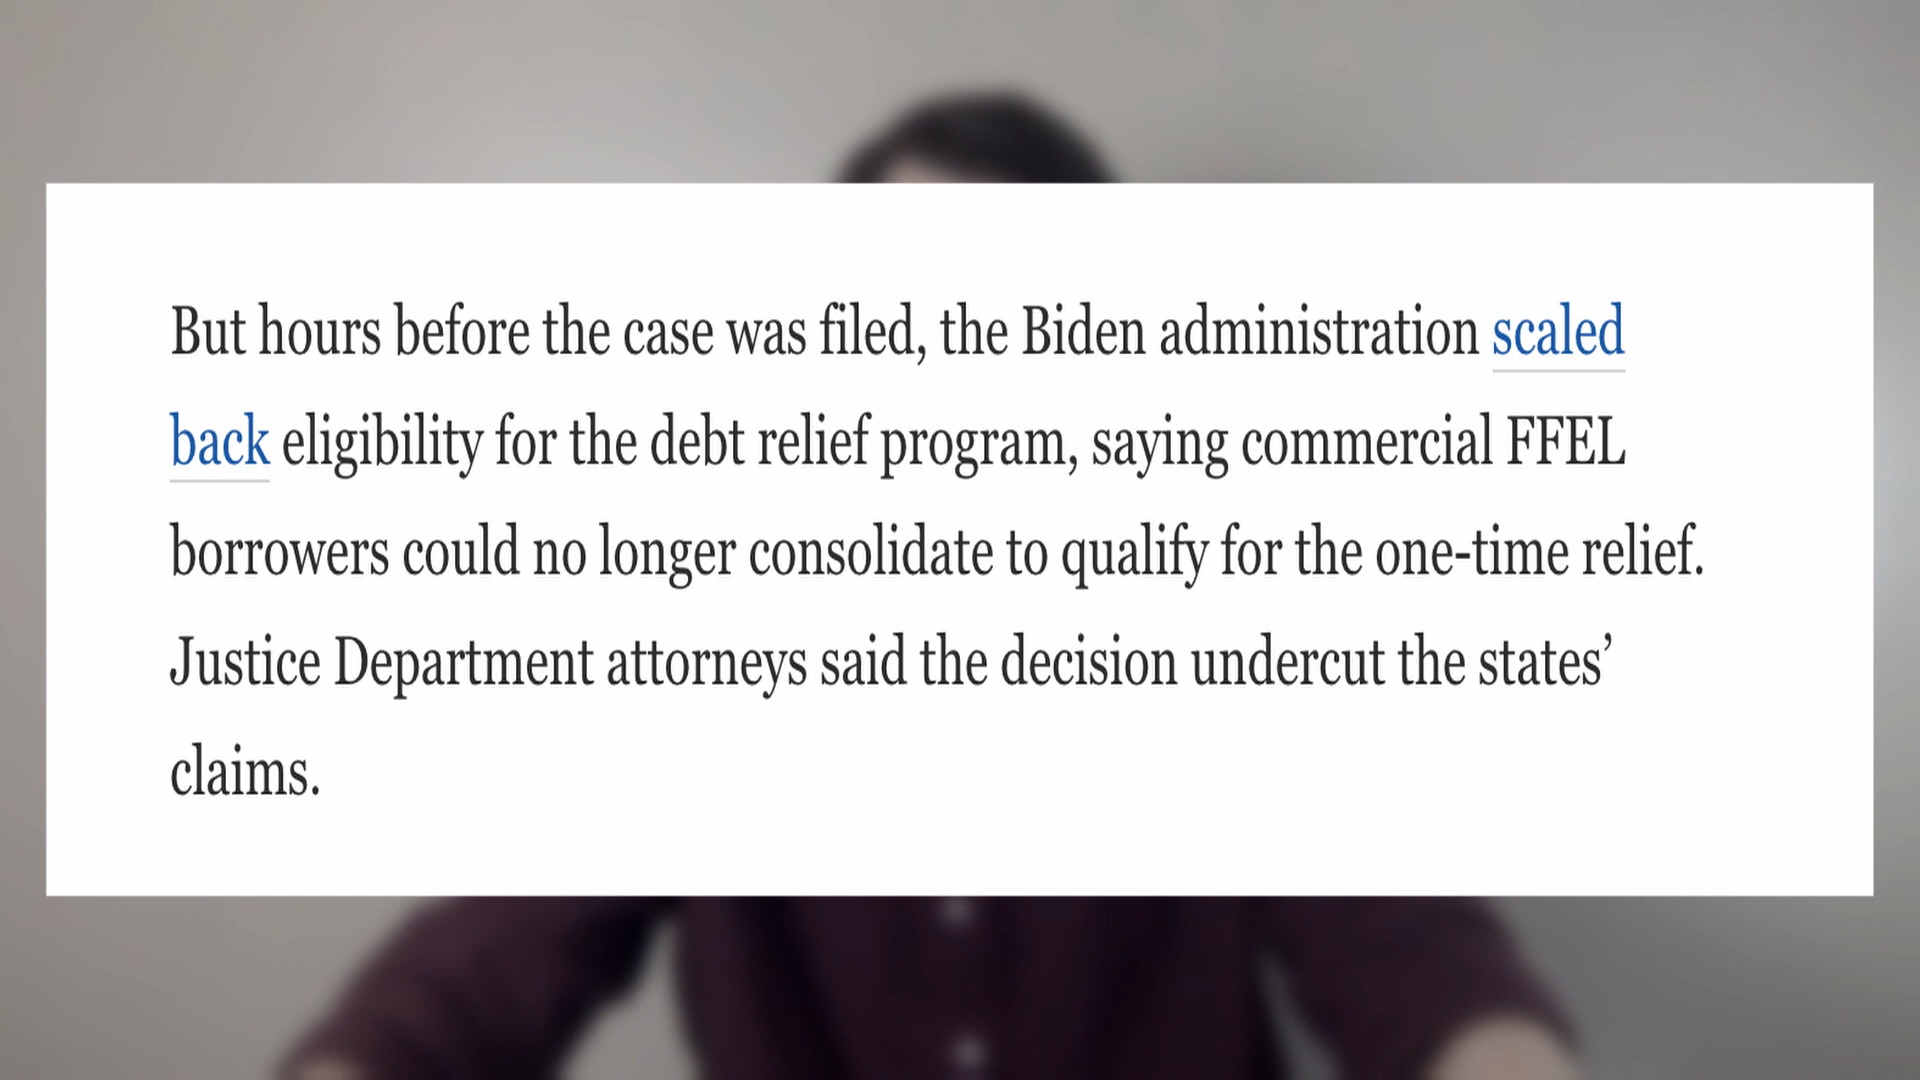 But hours before the case was filed, the Biden administration scaled
back eligibility for the debt relief program, saying commercial FFEL
borrowers could no longer consolidate to qualify for the one-time relief.
Justice Department attorneys said the decision undercut the states’
claims.